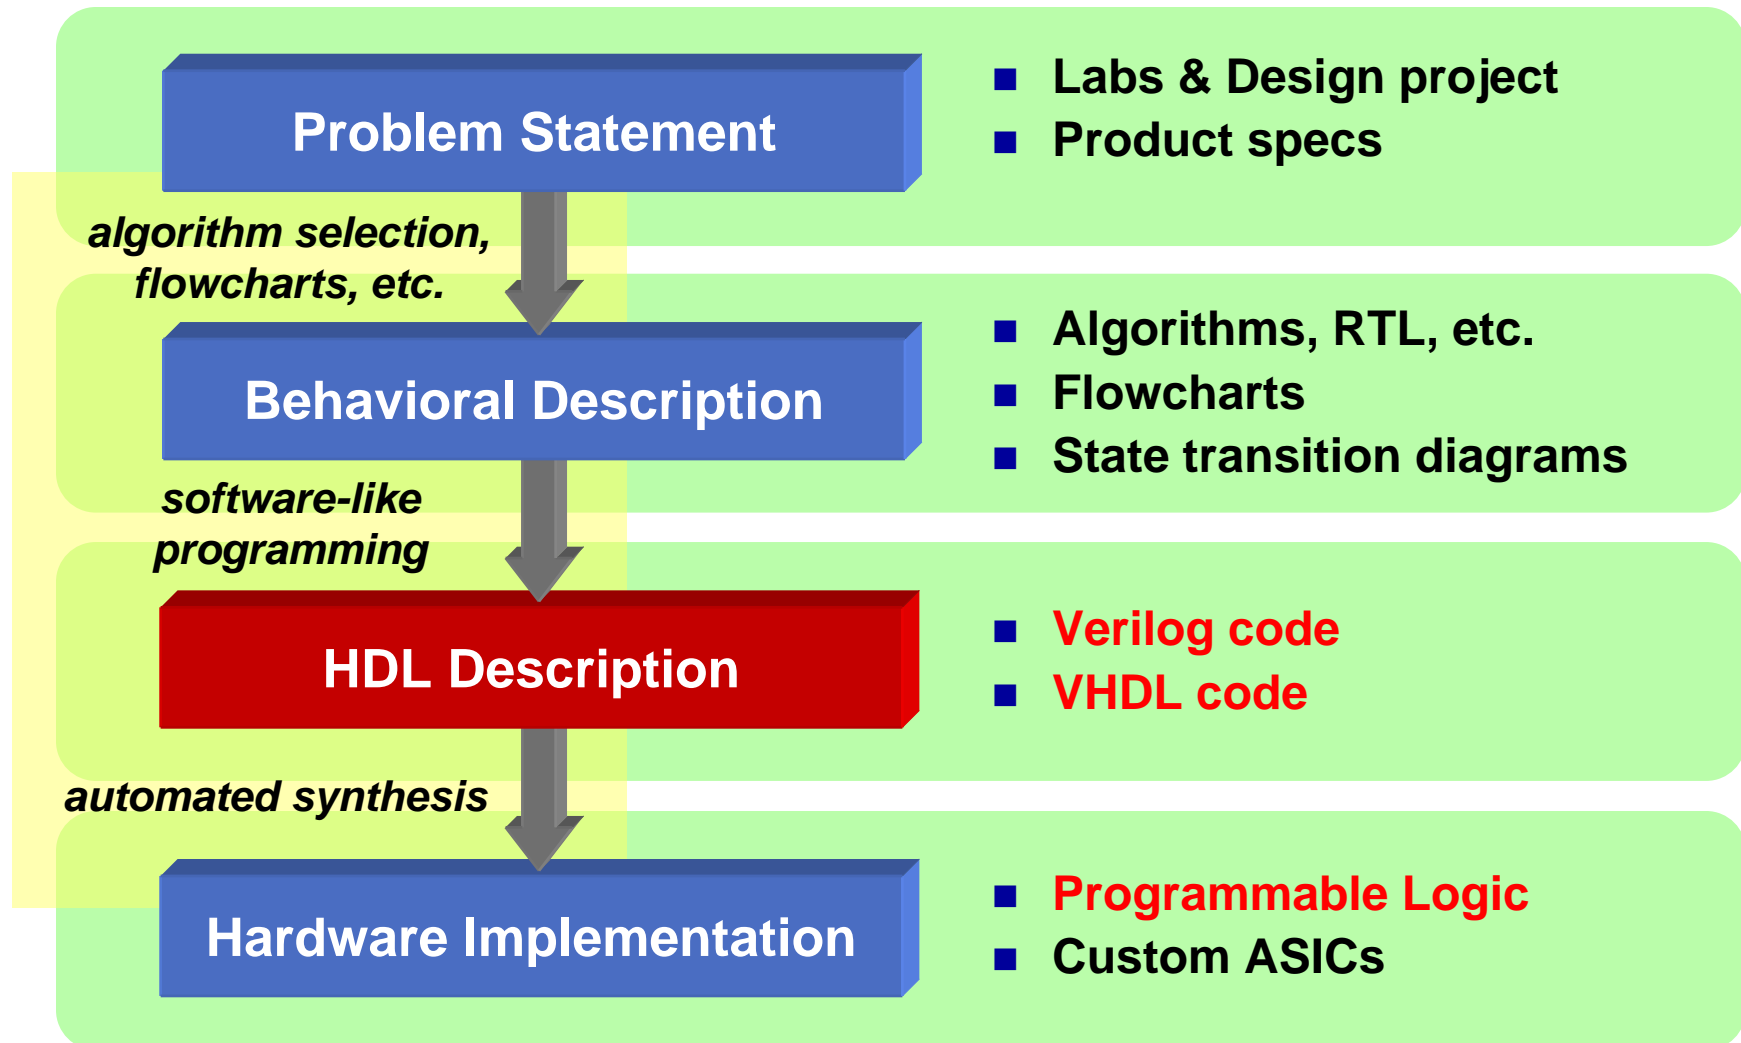 Problem Statement
Labs & Design project
Product specs
algorithm selection,
flowcharts, etc.
Behavioral Description
Algorithms, RTL, etc.
Flowcharts
State transition diagrams
software-like
programming
HDL Description
Verilog code
VHDL code
automated synthesis
Hardware Implementation
Programmable Logic
Custom ASICs